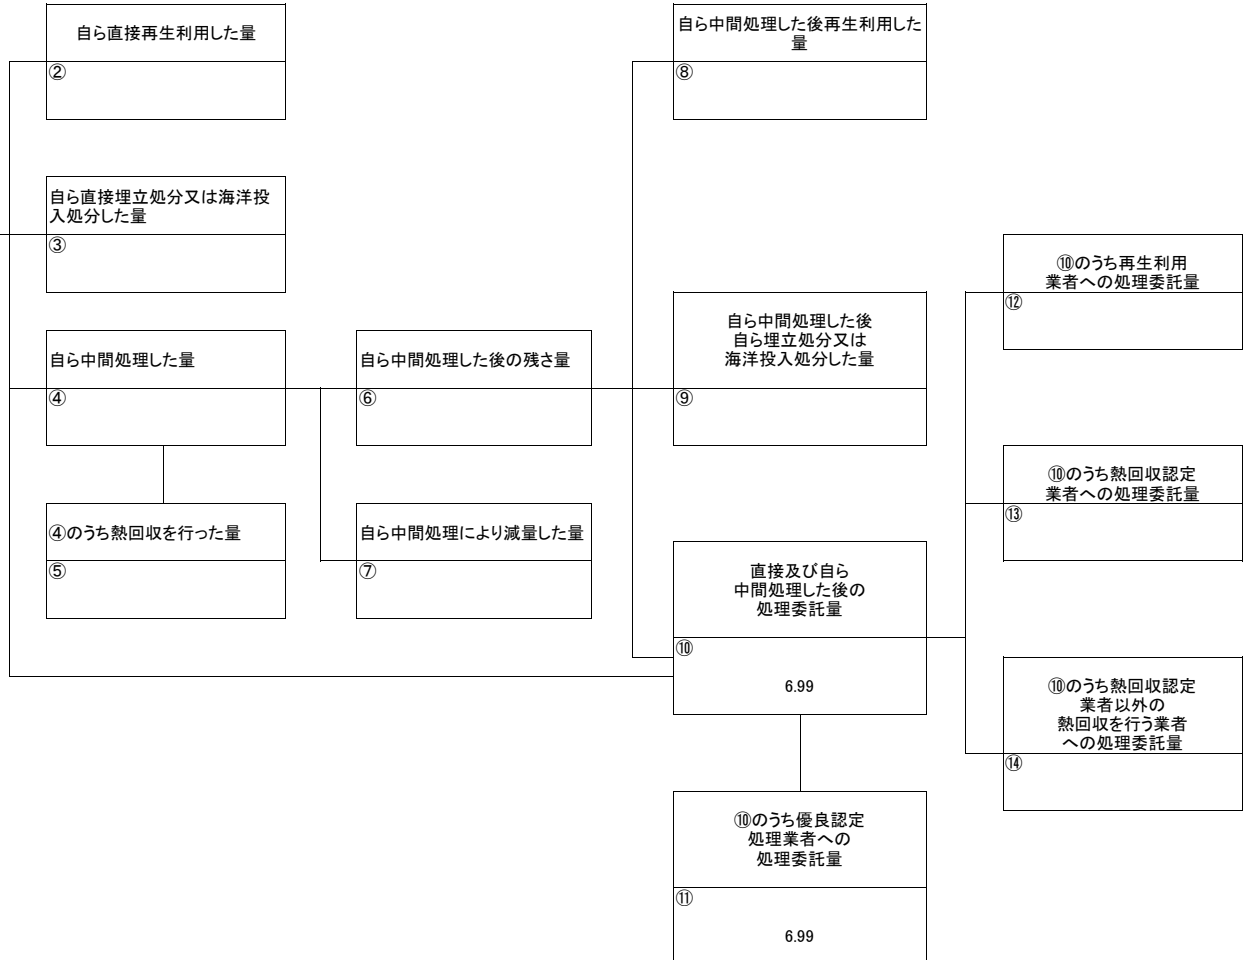 自ら直接再生利用した量
②
自ら中間処理した後再生利用した
量
⑧
自ら直接埋立処分又は海洋投
入処分した量
③
⑩のうち再生利用
業者への処理委託量
⑫
自ら中間処理した量
④
自ら中間処理した後の残さ量
⑥
自ら中間処理した後
自ら埋立処分又は
海洋投入処分した量
⑨
⑩のうち熱回収認定
業者への処理委託量
⑬
④のうち熱回収を行った量
⑤
自ら中間処理により減量した量
⑦
直接及び自ら
中間処理した後の
処理委託量
⑩
6.99
⑩のうち熱回収認定
業者以外の
熱回収を行う業者
への処理委託量
⑭
⑩のうち優良認定
処理業者への
処理委託量
⑪
6.99